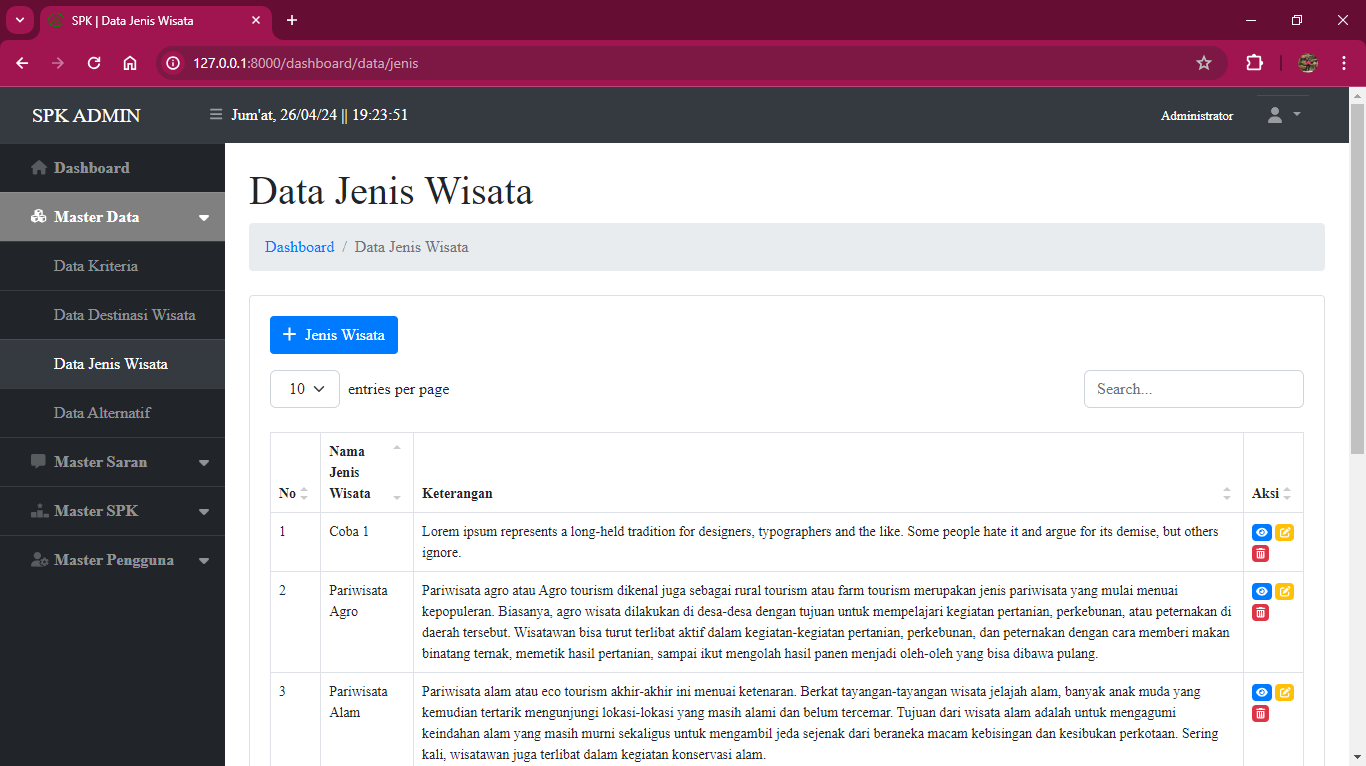 SPK | Data Jenis Wisata
127.0.0.1:8000/dashboard/data/jenis
SPK ADMIN
Jum'at, 26/04/24 || 19:23:51
Administrator
Dashboard
Master Data
Data Kriteria
Data Destinasi Wisata
Data Jenis Wisata
Data Alternatif
Master Saran
Master SPK
Master Pengguna
Data Jenis Wisata
Dashboard / Data Jenis Wisata
+ Jenis Wisata
10 entries per page
Search...
No
Nama
Jenis
Wisata
Keterangan
Aksi
1
Coba 1
Lorem ipsum represents a long-held tradition for designers, typographers and the like. Some people hate it and argue for its demise, but others
ignore.
2
Pariwisata
Agro
Pariwisata agro atau Agro tourism dikenal juga sebagai rural tourism atau farm tourism merupakan jenis pariwisata yang mulai menuai
kepopuleran. Biasanya, agro wisata dilakukan di desa-desa dengan tujuan untuk mempelajari kegiatan pertanian, perkebunan, atau peternakan di
daerah tersebut. Wisatawan bisa turut terlibat aktif dalam kegiatan-kegiatan pertanian, perkebunan, dan peternakan dengan cara memberi makan
binatang ternak, memetik hasil pertanian, sampai ikut mengolah hasil panen menjadi oleh-oleh yang bisa dibawa pulang.
3
Pariwisata
Alam
Pariwisata alam atau eco tourism akhir-akhir ini menuai ketenaran. Berkat tayangan-tayangan wisata jelajah alam, banyak anak muda yang
kemudian tertarik mengunjungi lokasi-lokasi yang masih alami dan belum tercemar. Tujuan dari wisata alam adalah untuk mengagumi
keindahan alam yang masih murni sekaligus untuk mengambil jeda sejenak dari beraneka macam kebisingan dan kesibukan perkotaan. Sering
kali, wisatawan juga terlibat dalam kegiatan konservasi alam.